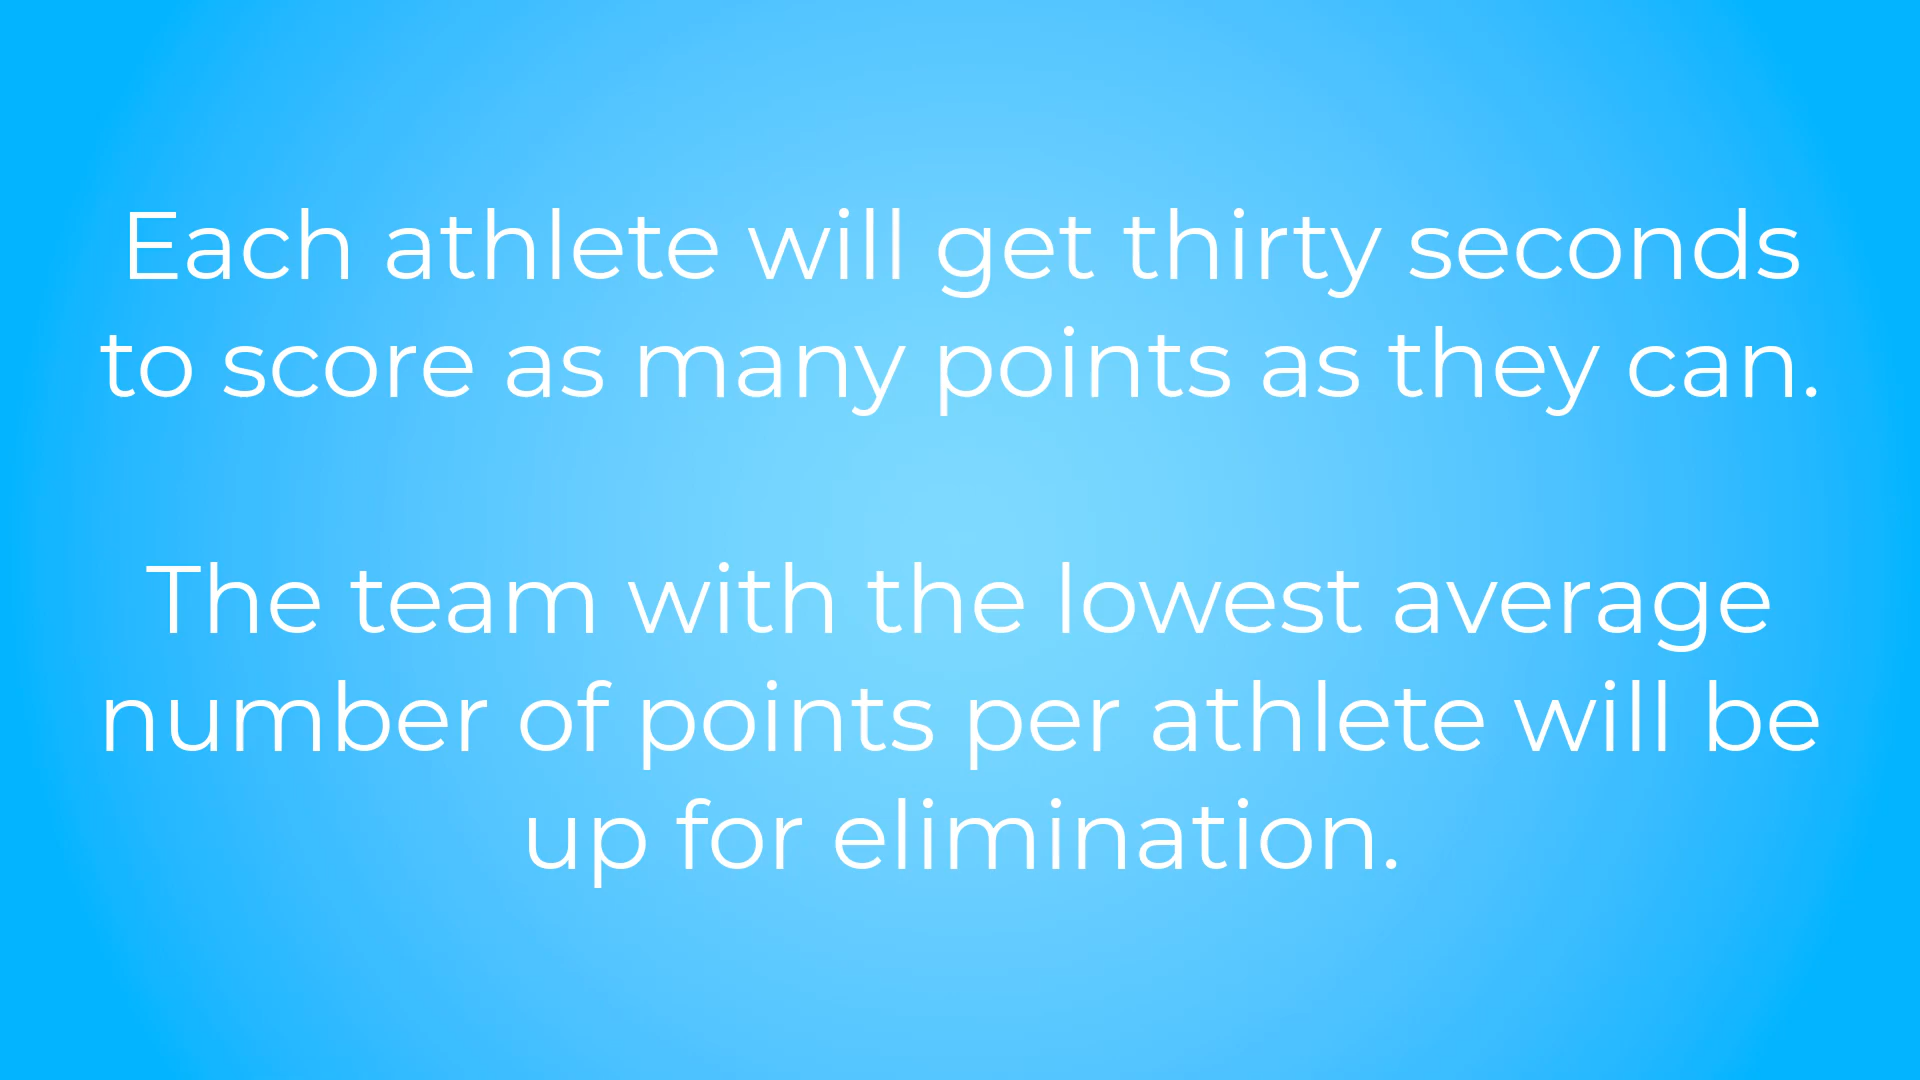 Each athlete will get thirty seconds
to score as many points as they can.
The team with the lowest average
number of points per athlete will be
up for elimination.